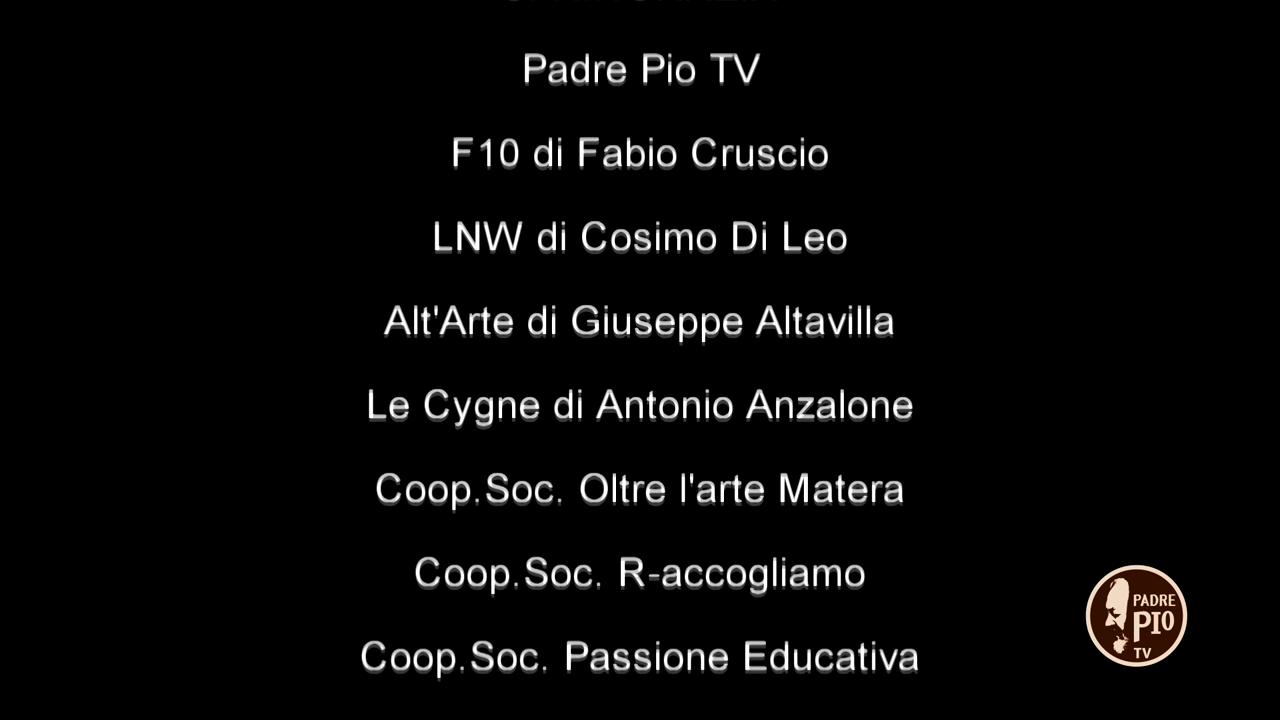 Padre Pio TV
F10 di Fabio Cruscio
LNW di Cosimo Di Leo
Alt'Arte di Giuseppe Altavilla
Le Cygne di Antonio Anzalone
Coop.Soc. Oltre l'arte Matera
Coop.Soc. R-accogliamo
Coop.Soc. Passione Educativa
PADRE
PIO
TV